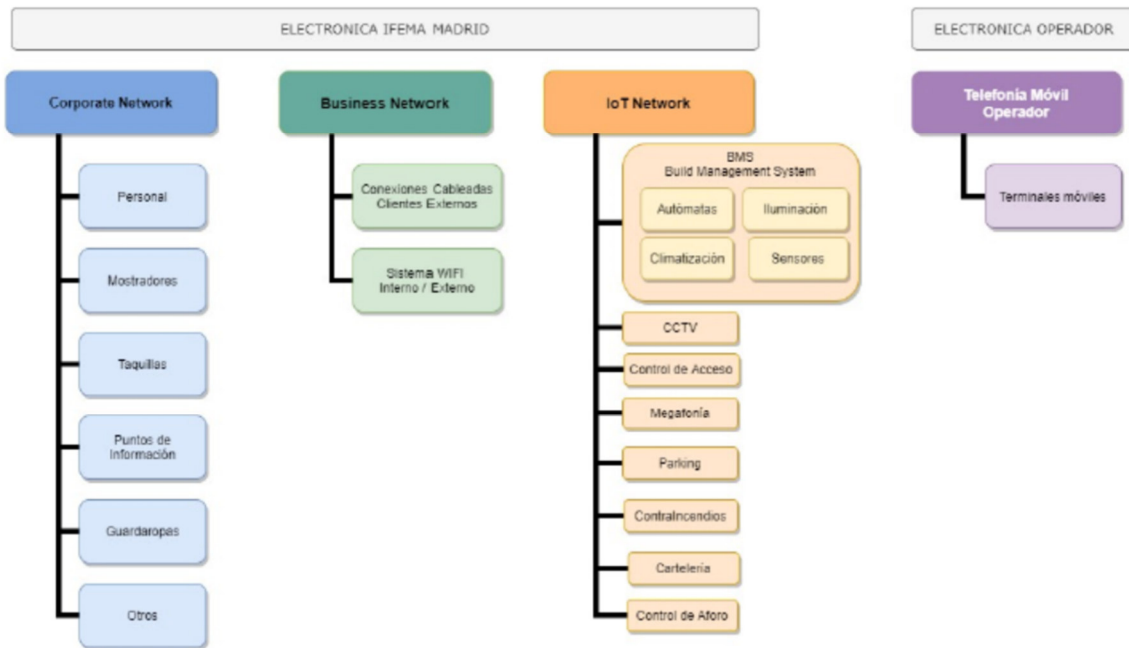 ELECTRONICA IFEMA MADRID
ELECTRONICA OPERADOR
Corporate Network
Personal
Mostradores
Taquillas
Puntos de
Información
Guardaropas
Otros
Business Network
Conexiones Cableadas
Clientes Externos
Sistema WIFI
Interno / Externo
IoT Network
BMS
Build Management System
Autómatas
Iluminación
Climatización
Sensores
CCTV
Control de Acceso
Megafonía
Parking
ContraIncendios
Cartelería
Control de Aforo
Telefonía Móvil
Operador
Terminales móviles